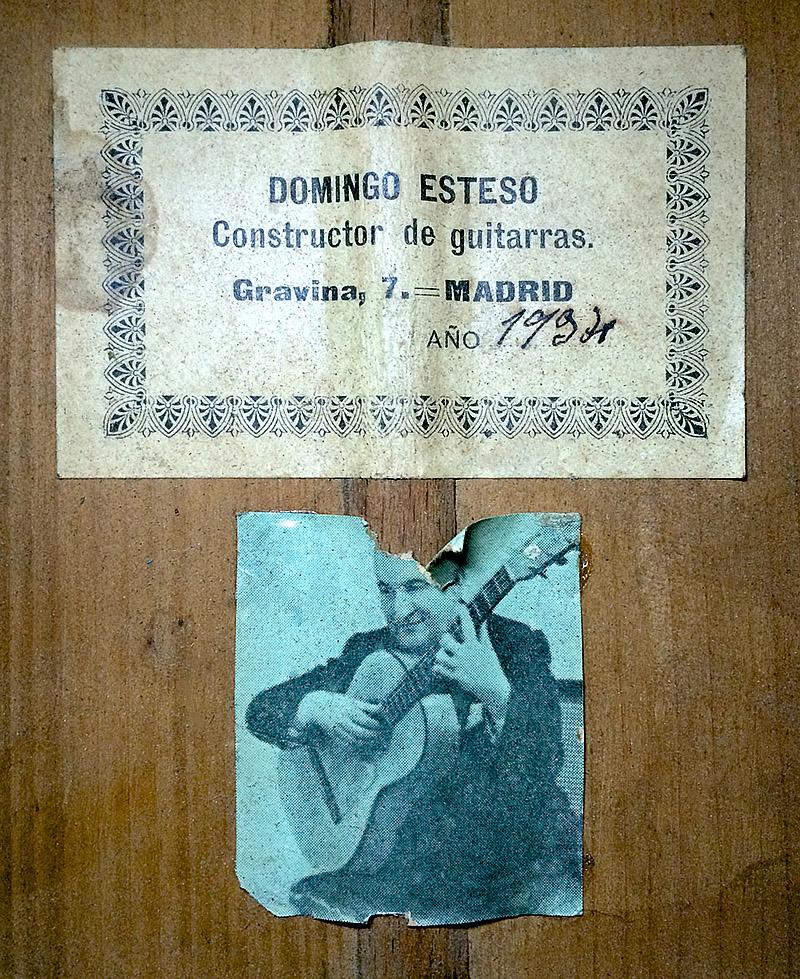 DOMINGO ESTESO
Constructor de guitarras.
Gravina, 7.=MADRID
AÑO